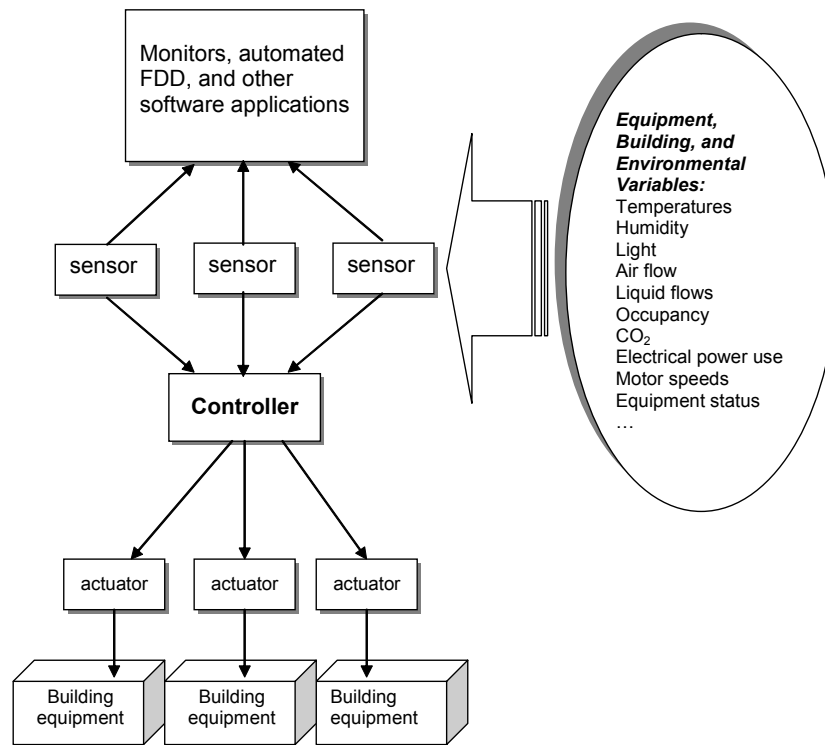 Monitors, automated
FDD, and other
software applications
sensor
sensor
sensor
Controller
actuator
actuator
actuator
Building
equipment
Building
equipment
Building
equipment
Equipment,
Building, and
Environmental
Variables:
Temperatures
Humidity
Light
Air flow
Liquid flows
Occupancy
CO₂
Electrical power use
Motor speeds
Equipment status
…